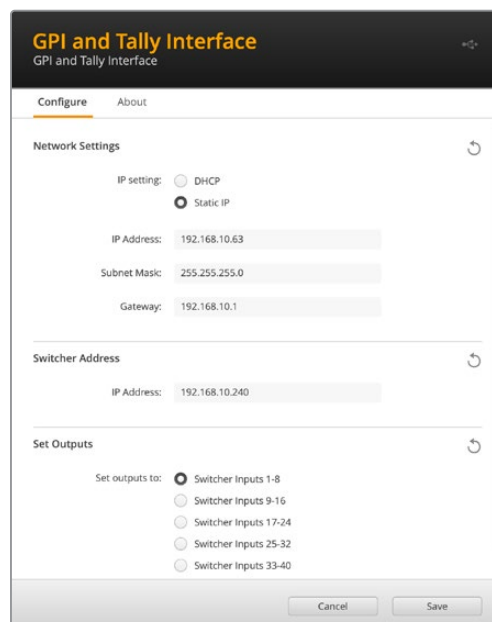 GPI and Tally Interface
GPI and Tally Interface
Configure About
Network Settings
IP setting: DHCP
Static IP
IP Address: 192.168.10.63
Subnet Mask: 255.255.255.0
Gateway: 192.168.10.1
Switcher Address
IP Address: 192.168.10.240
Set Outputs
Set outputs to: Switcher Inputs 1-8
Switcher Inputs 9-16
Switcher Inputs 17-24
Switcher Inputs 25-32
Switcher Inputs 33-40
Cancel Save